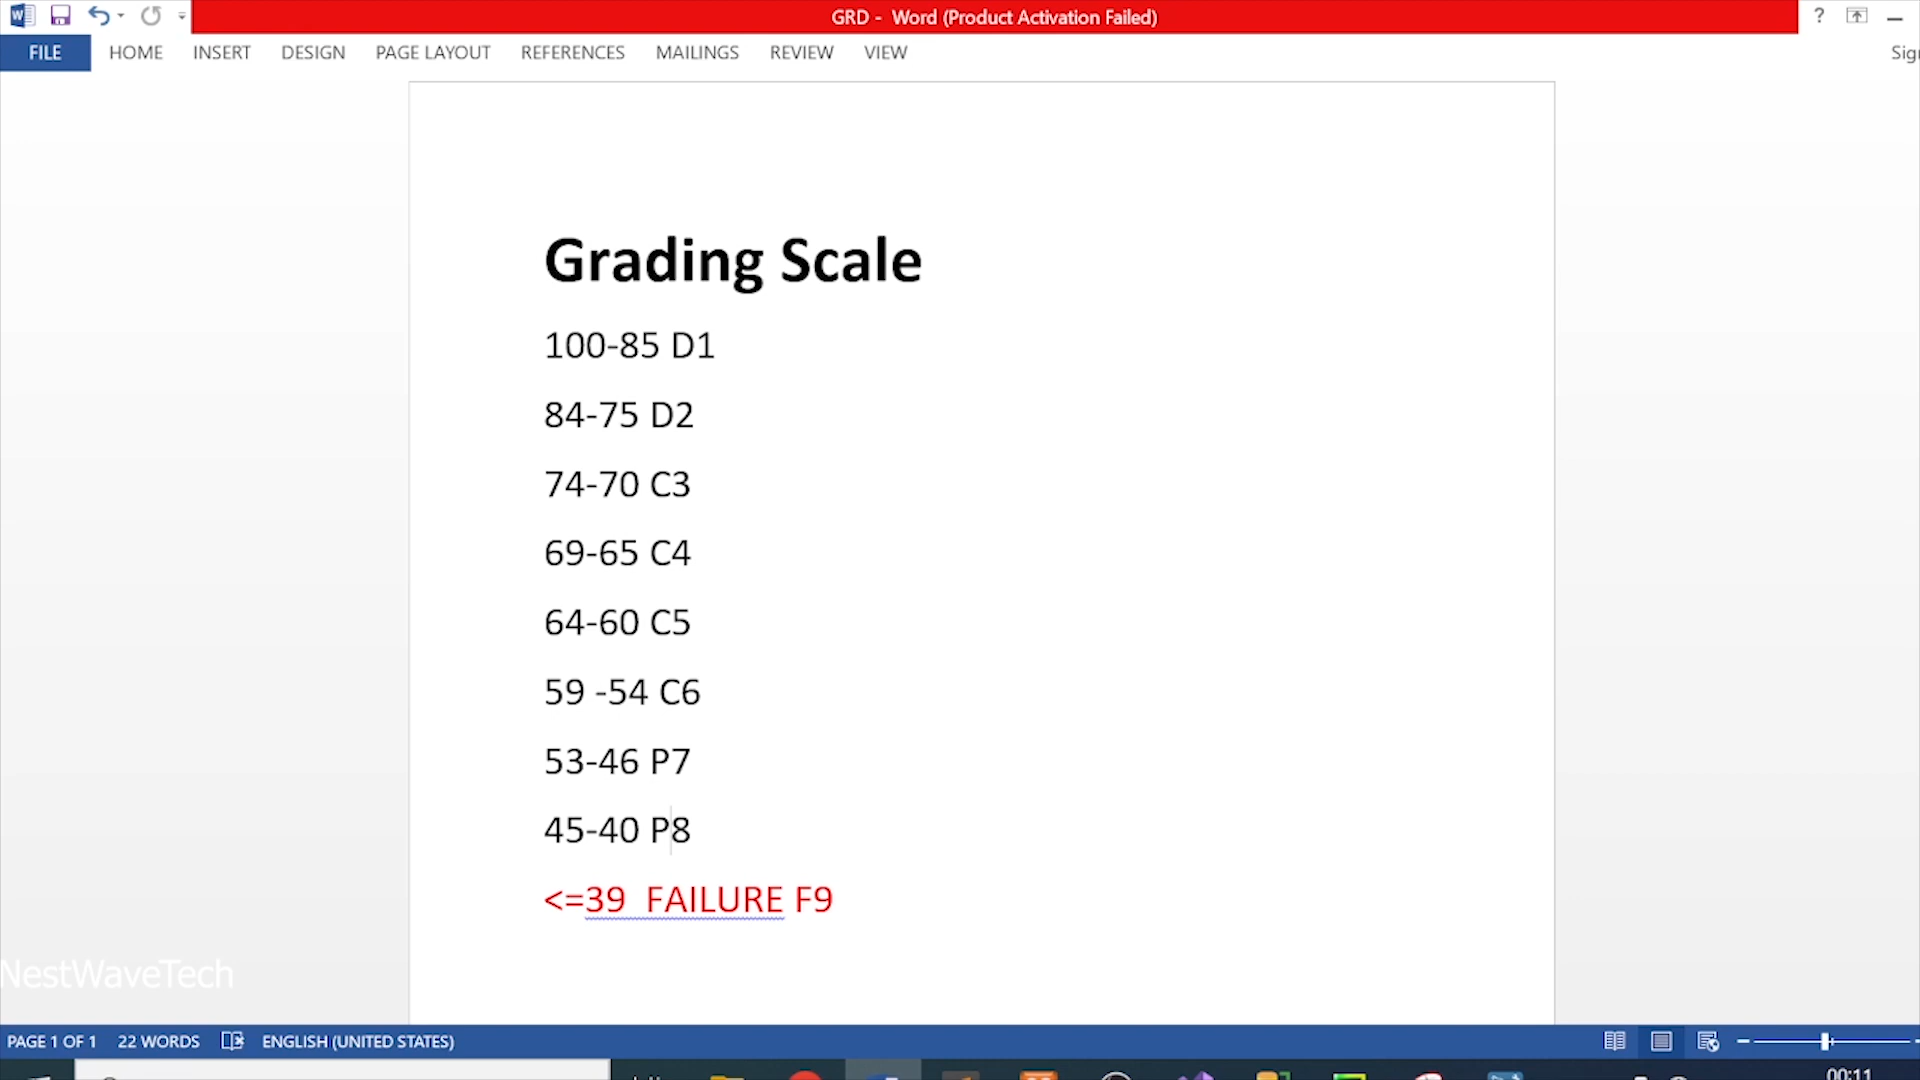 GRD - Word (Product Activation Failed)
?
FILE HOME INSERT DESIGN PAGE LAYOUT REFERENCES MAILINGS REVIEW VIEW
Grading Scale
100-85 D1
84-75 D2
74-70 C3
69-65 C4
64-60 C5
59 -54 C6
53-46 P7
45-40 P8
<=39  FAILURE F9
NestWaveTech
PAGE 1 OF 1 22 WORDS ENGLISH (UNITED STATES)
00:11